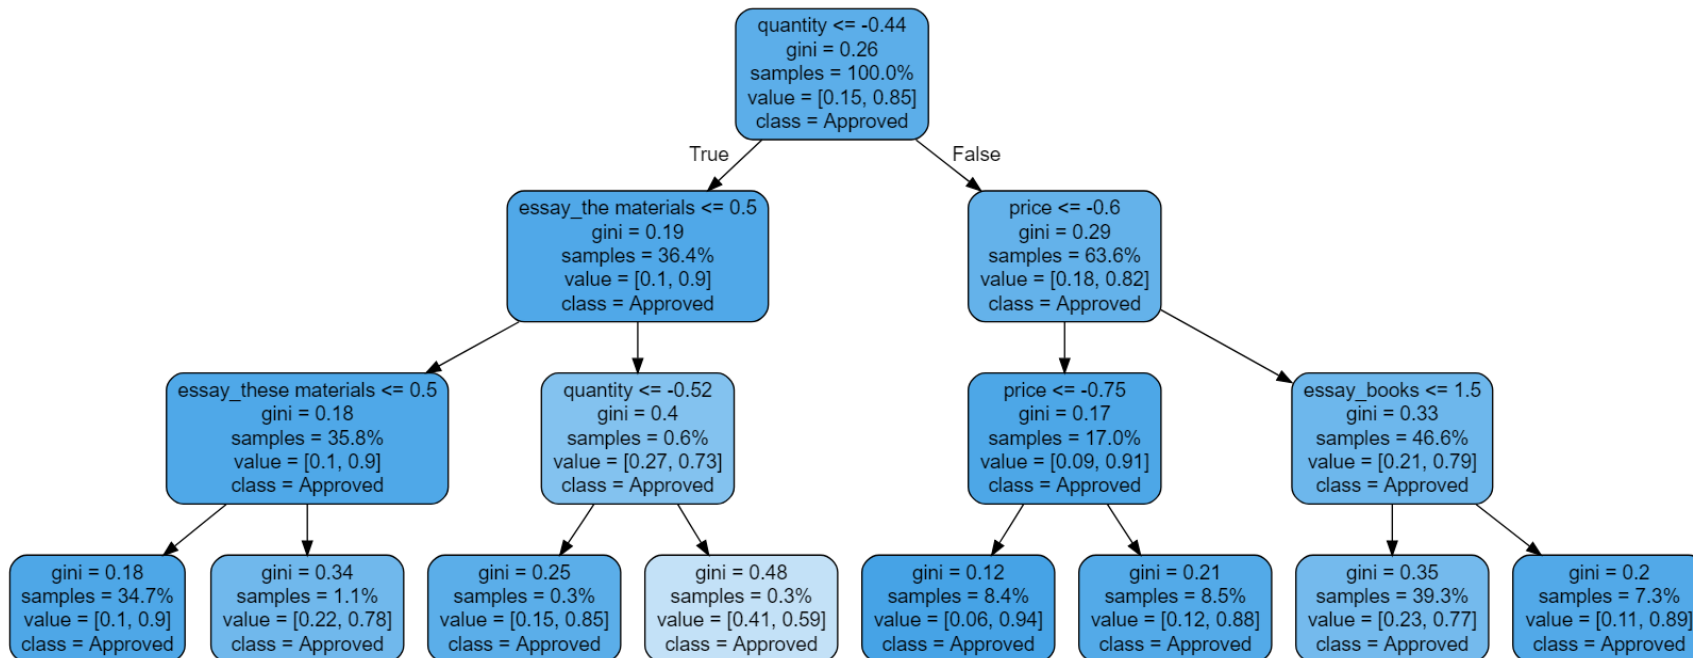 quantity <= -0.44
gini = 0.26
samples = 100.0%
value = [0.15, 0.85]
class = Approved
True
False
essay_the materials <= 0.5
gini = 0.19
samples = 36.4%
value = [0.1, 0.9]
class = Approved
price <= -0.6
gini = 0.29
samples = 63.6%
value = [0.18, 0.82]
class = Approved
essay_these materials <= 0.5
gini = 0.18
samples = 35.8%
value = [0.1, 0.9]
class = Approved
quantity <= -0.52
gini = 0.4
samples = 0.6%
value = [0.27, 0.73]
class = Approved
price <= -0.75
gini = 0.17
samples = 17.0%
value = [0.09, 0.91]
class = Approved
essay_books <= 1.5
gini = 0.33
samples = 46.6%
value = [0.21, 0.79]
class = Approved
gini = 0.18
samples = 34.7%
value = [0.1, 0.9]
class = Approved
gini = 0.34
samples = 1.1%
value = [0.22, 0.78]
class = Approved
gini = 0.25
samples = 0.3%
value = [0.15, 0.85]
class = Approved
gini = 0.48
samples = 0.3%
value = [0.41, 0.59]
class = Approved
gini = 0.12
samples = 8.4%
value = [0.06, 0.94]
class = Approved
gini = 0.21
samples = 8.5%
value = [0.12, 0.88]
class = Approved
gini = 0.35
samples = 39.3%
value = [0.23, 0.77]
class = Approved
gini = 0.2
samples = 7.3%
value = [0.11, 0.89]
class = Approved